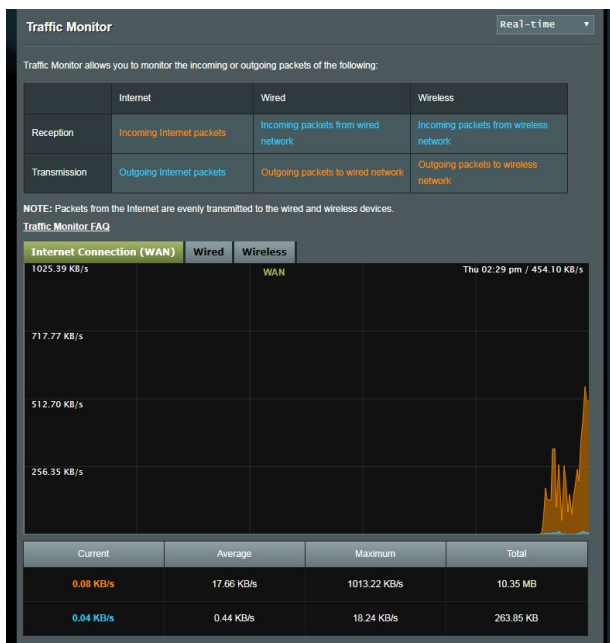 Traffic Monitor
Real-time
Traffic Monitor allows you to monitor the incoming or outgoing packets of the following:
Internet Wired Wireless
Reception Incoming Internet packets Incoming packets from wired network Incoming packets from wireless network
Transmission Outgoing Internet packets Outgoing packets to wired network Outgoing packets to wireless network
NOTE: Packets from the Internet are evenly transmitted to the wired and wireless devices.
Traffic Monitor FAQ
Internet Connection (WAN) Wired Wireless
1025.39 KB/s WAN Thu 02:29 pm / 454.10 KB/s
717.77 KB/s
512.70 KB/s
256.35 KB/s
Current Average Maximum Total
0.08 KB/s 17.66 KB/s 1013.22 KB/s 10.35 MB
0.04 KB/s 0.44 KB/s 18.24 KB/s 263.85 KB